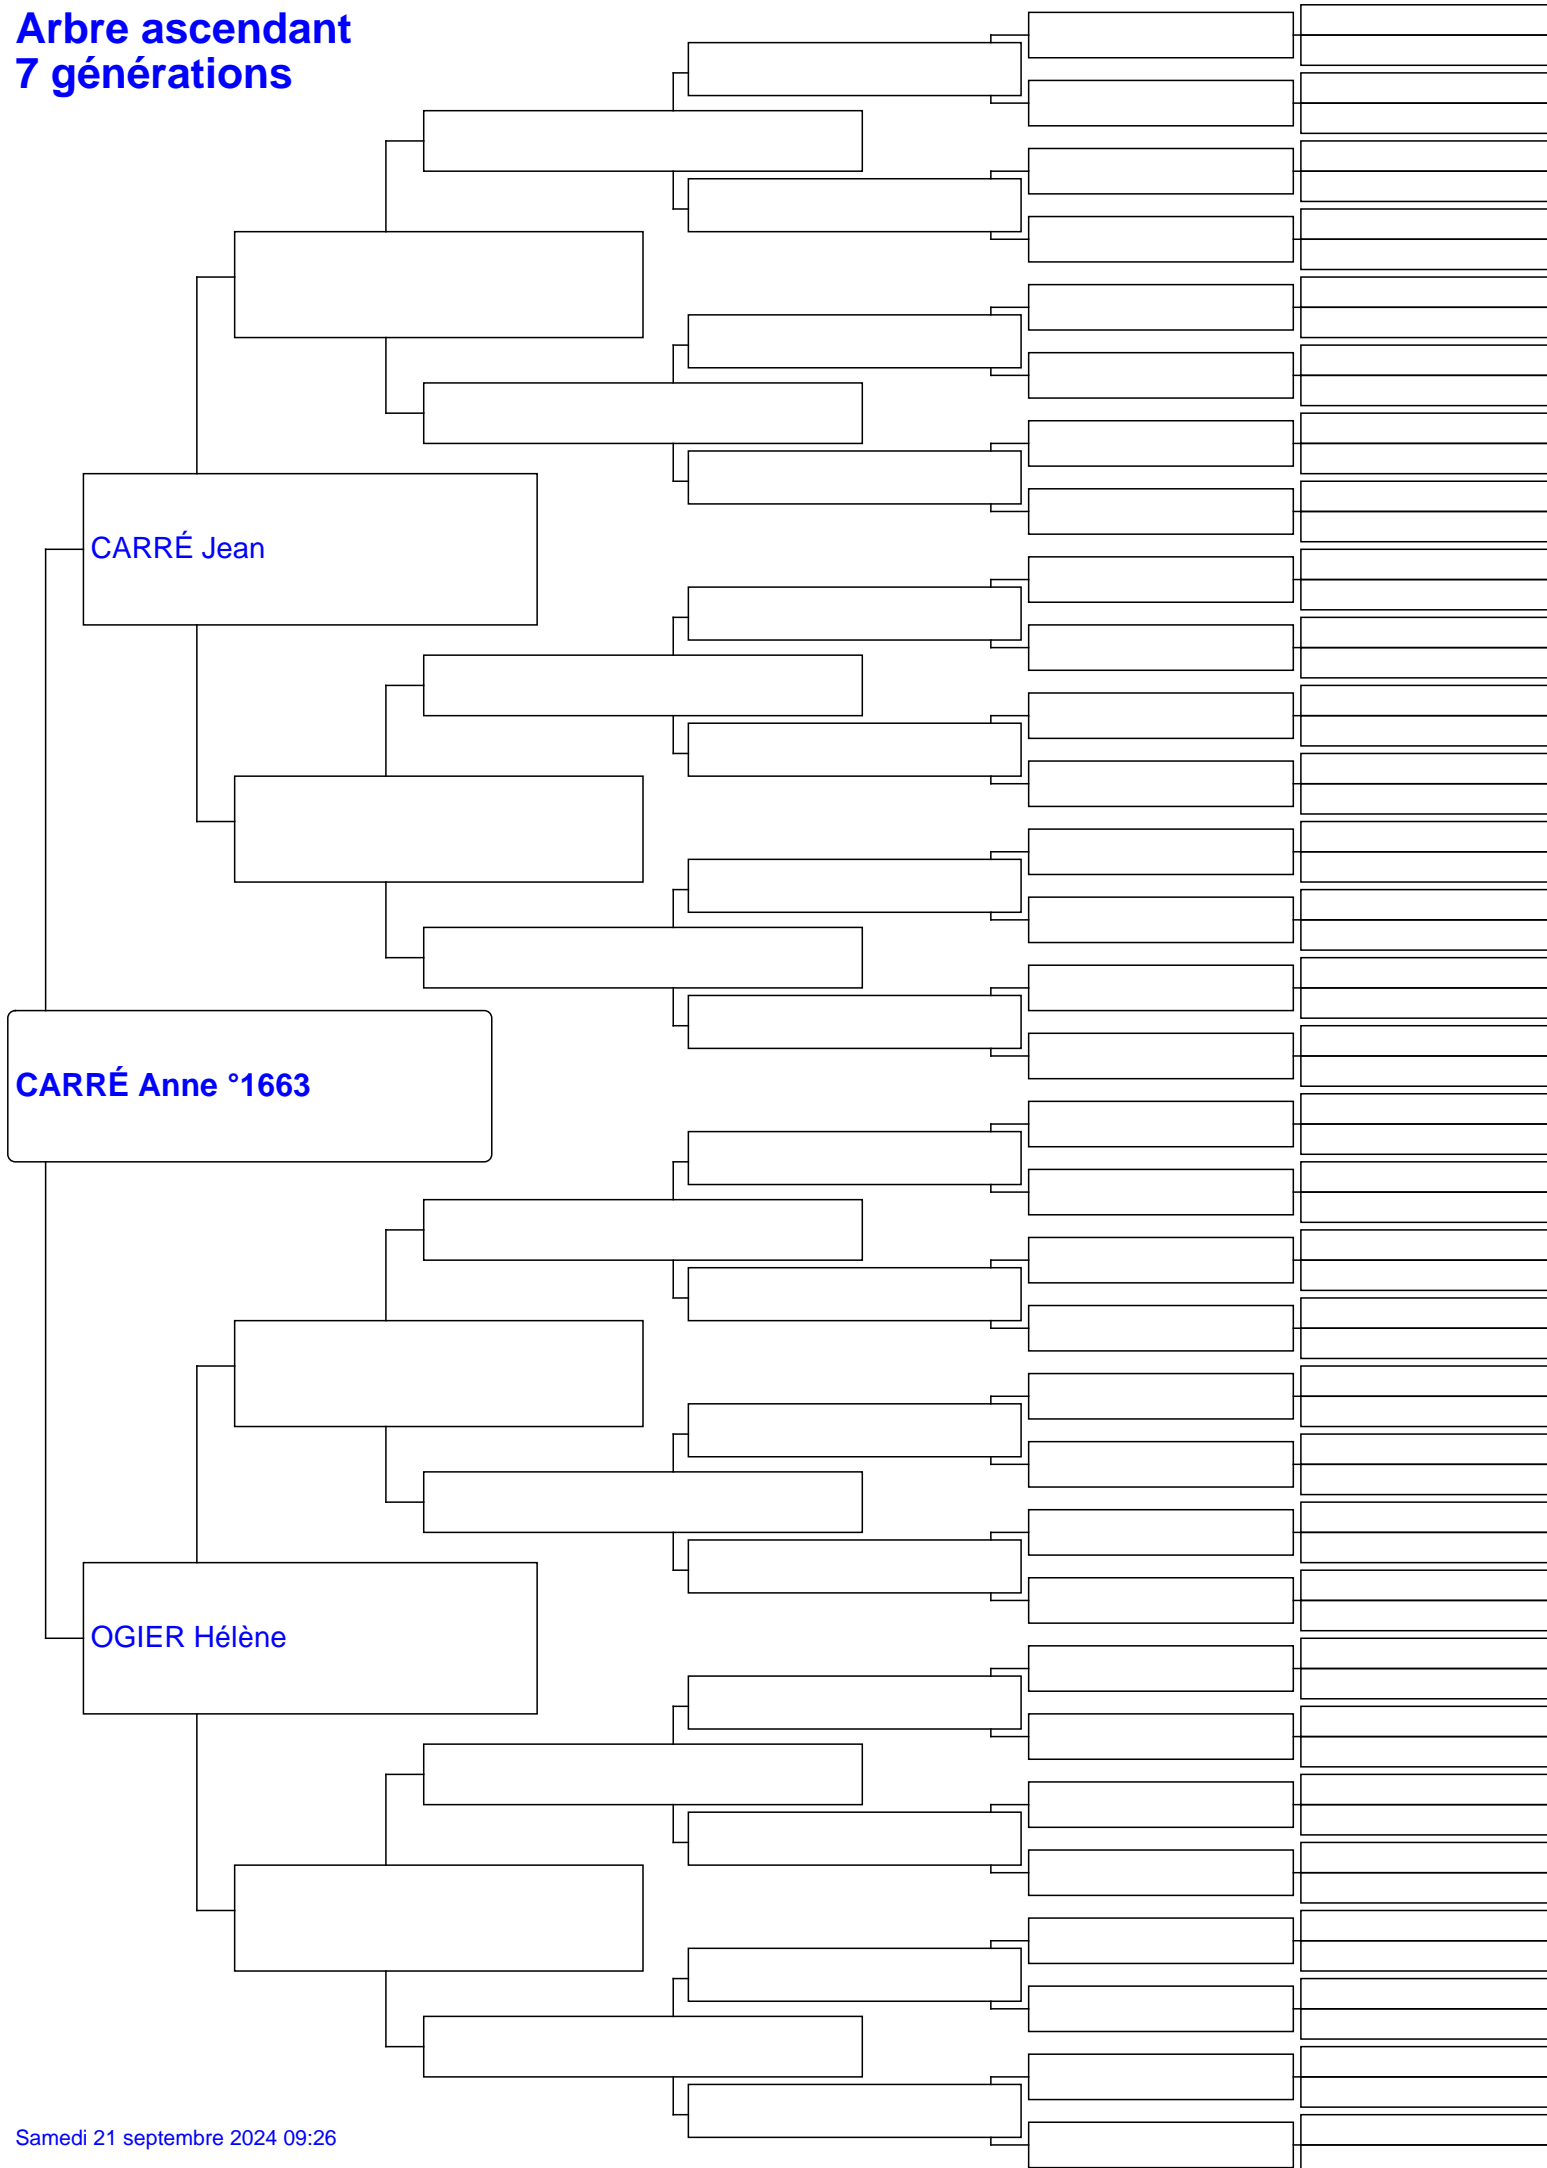 Arbre ascendant
7 générations
CARRÉ Jean
CARRÉ Anne °1663
OGIER Hélène
Samedi 21 septembre 2024 09:26